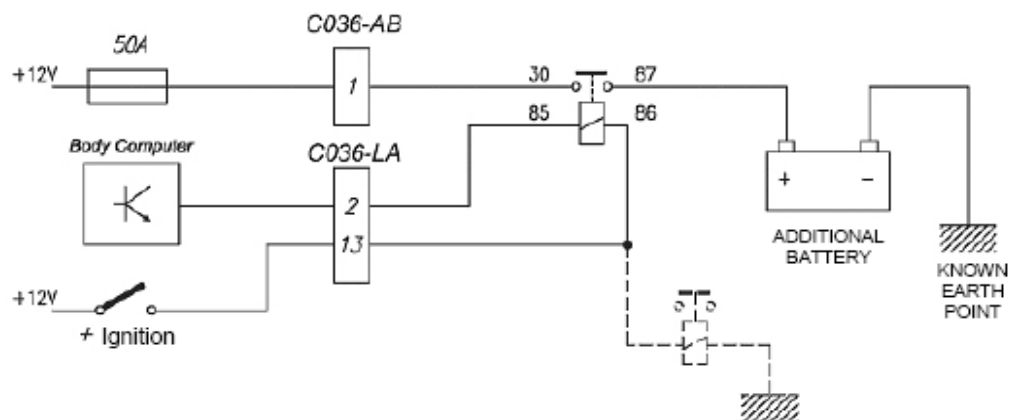 C036-AB
50A
+12V
1
30
87
85
86
Body Computer
C036-LA
2
13
+
−
ADDITIONAL
BATTERY
KNOWN
EARTH
POINT
+12V
+ Ignition